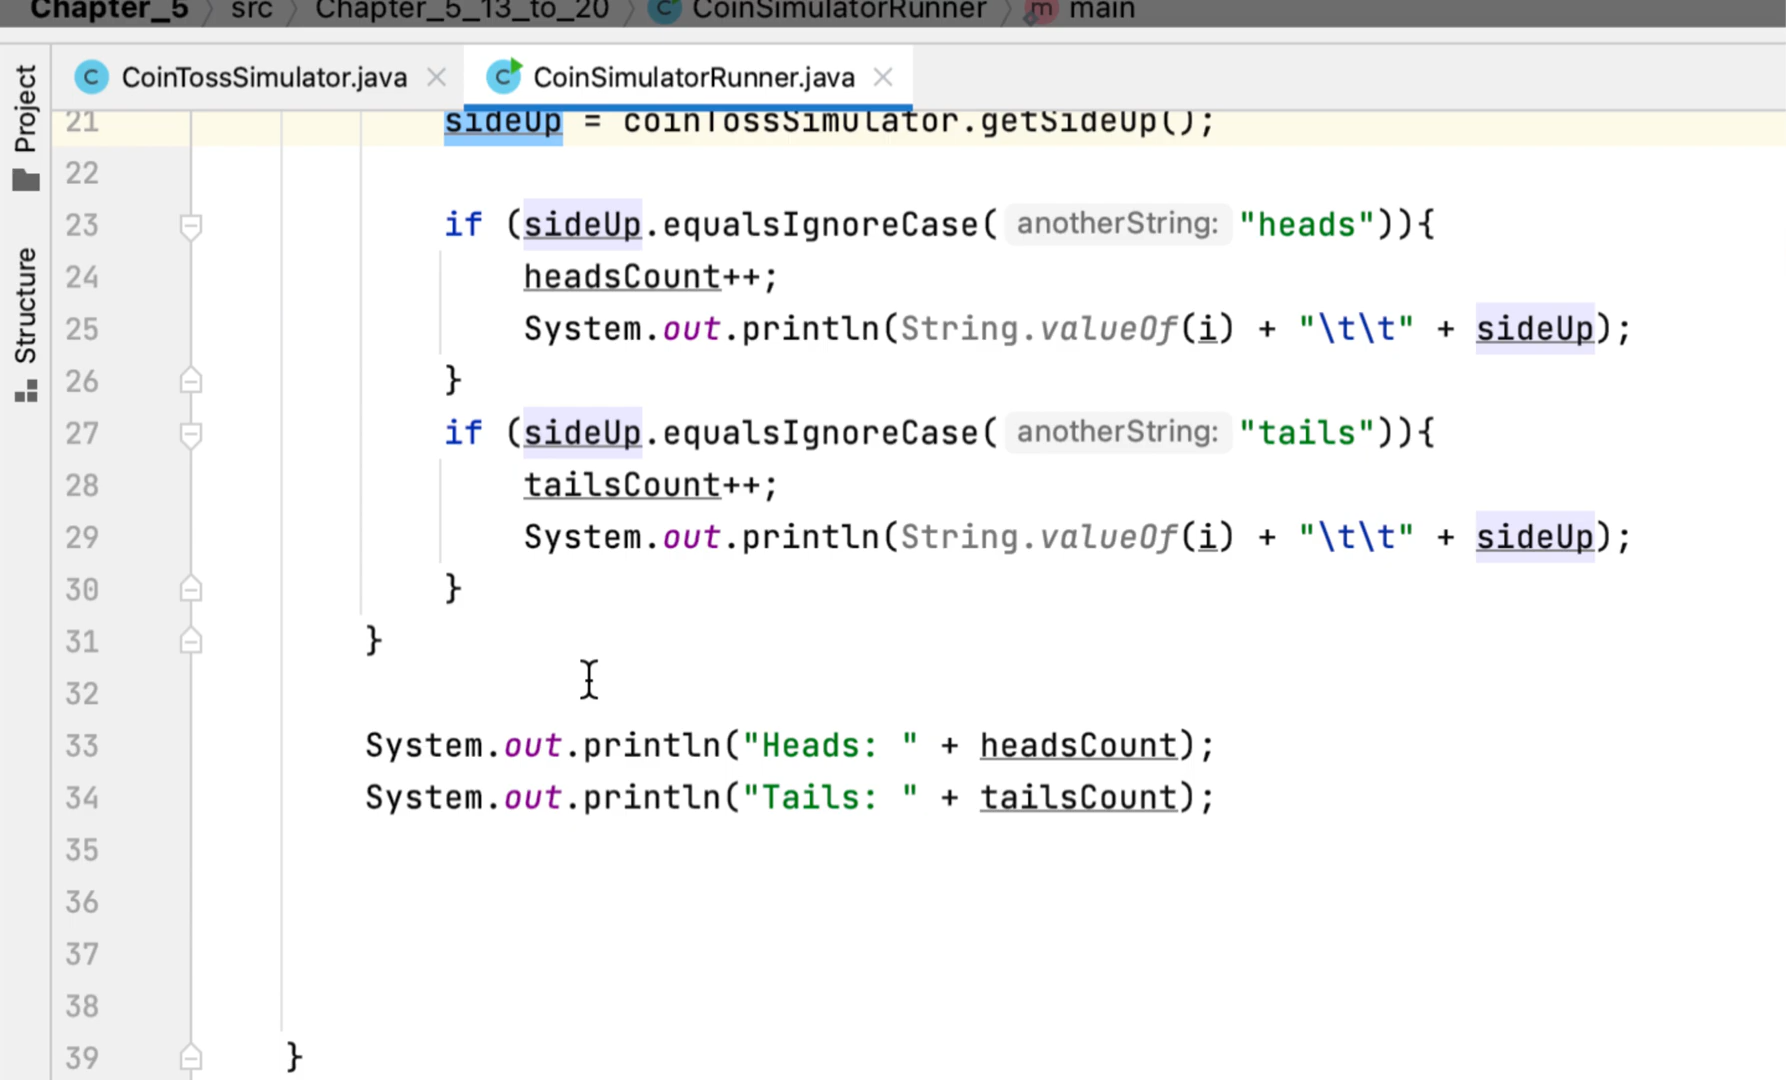 Chapter_5 src Chapter_5_13_to_20 CoinSimulatorRunner main
CoinTossSimulator.java CoinSimulatorRunner.java
Project
Structure
21 sideUp = coinTossSimulator.getSideUp();
22
23 if (sideUp.equalsIgnoreCase( anotherString: "heads")){
24 headsCount++;
25 System.out.println(String.valueOf(i) + "\t\t" + sideUp);
26 }
27 if (sideUp.equalsIgnoreCase( anotherString: "tails")){
28 tailsCount++;
29 System.out.println(String.valueOf(i) + "\t\t" + sideUp);
30 }
31 }
32
33 System.out.println("Heads: " + headsCount);
34 System.out.println("Tails: " + tailsCount);
35
36
37
38
39 }